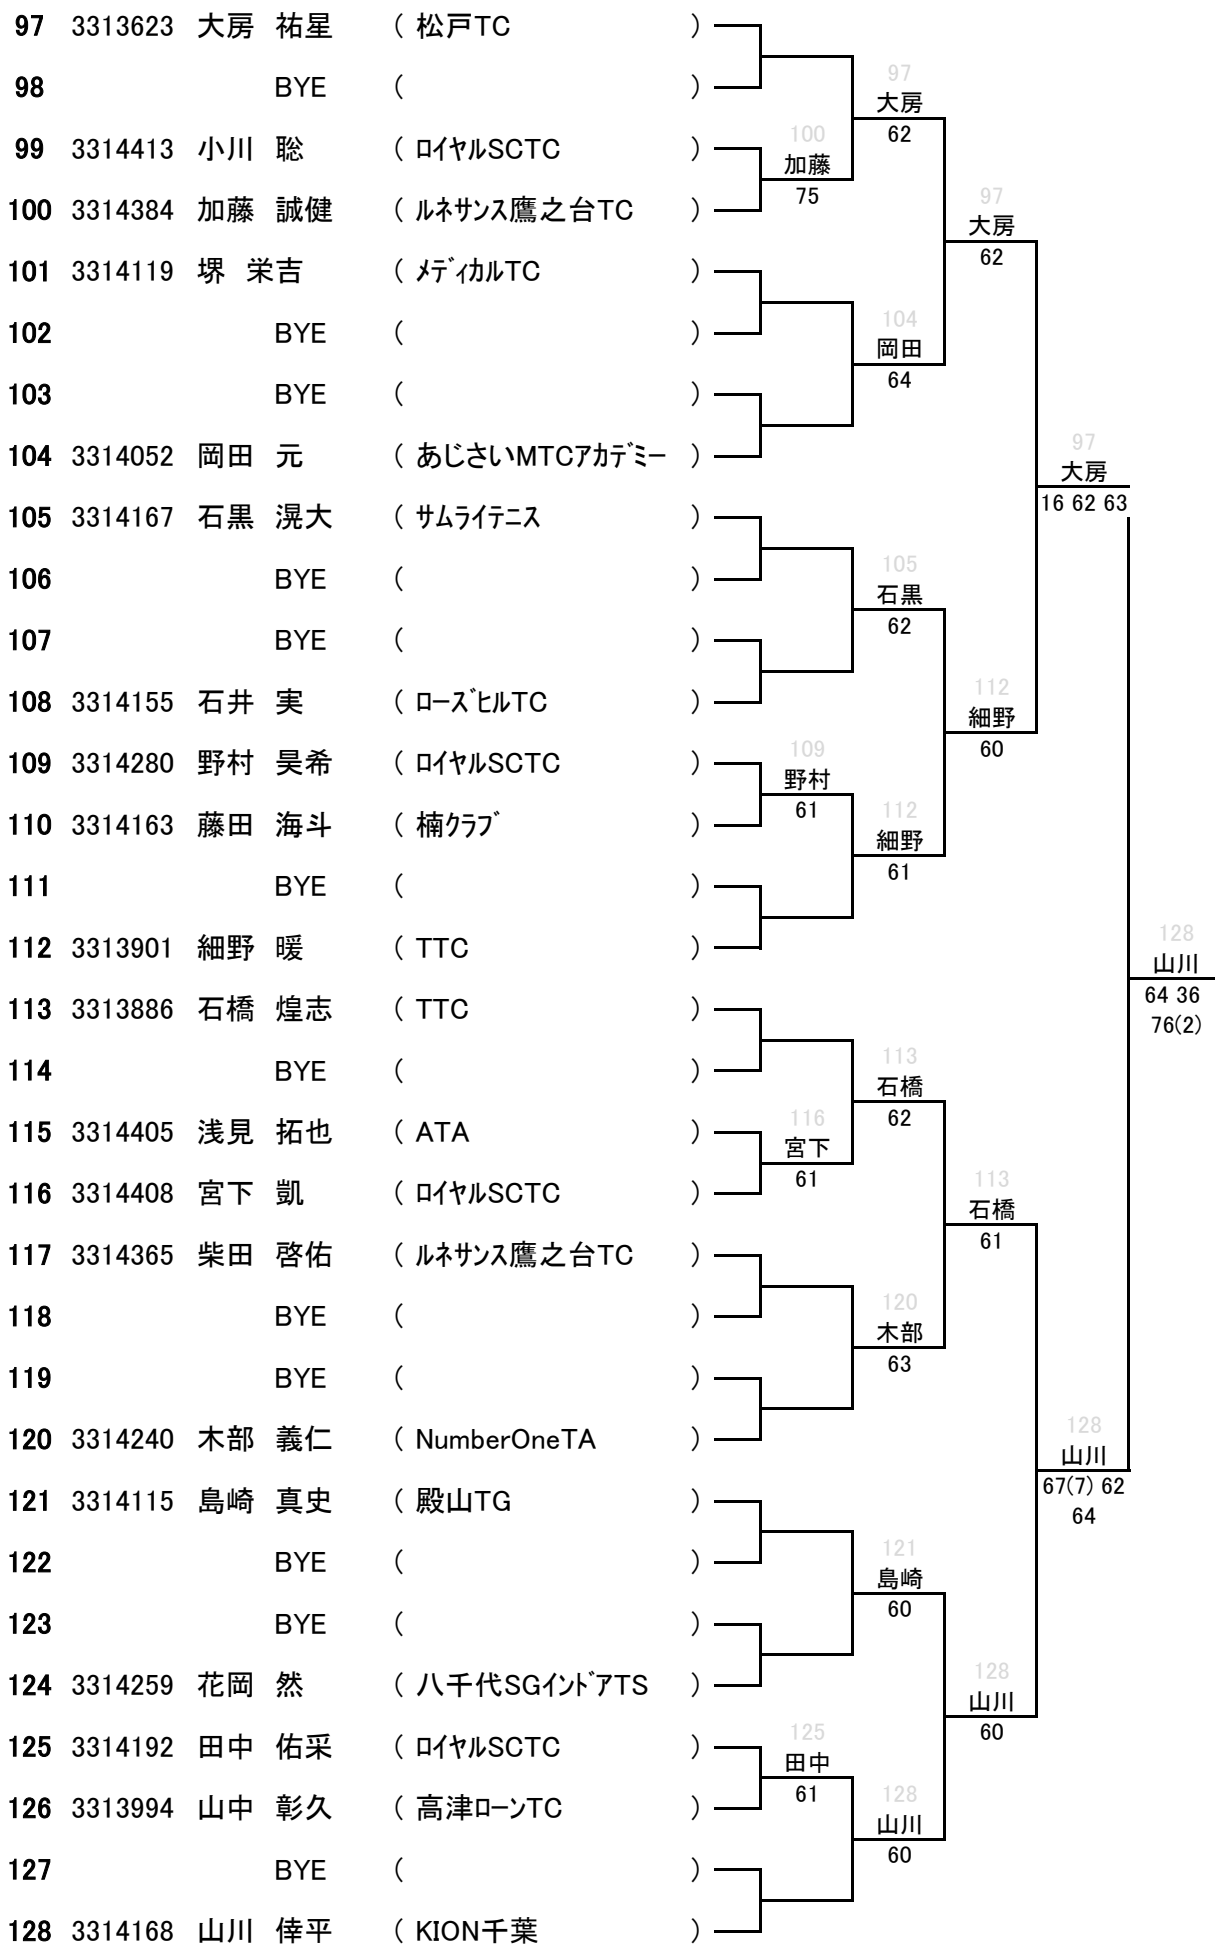 97 3313623 大房 祐星 ( 松戸TC )
98 BYE ( )
97
大房
62
99 3314413 小川 聡 ( ロイヤルSCTC )
100
加藤
75
100 3314384 加藤 誠健 ( ルネサンス鷹之台TC )
97
大房
62
101 3314119 堺 栄吉 ( メディカルTC )
102 BYE ( )
104
岡田
64
103 BYE ( )
104 3314052 岡田 元 ( あじさいMTCアカデミー )
97
大房
16 62 63
105 3314167 石黒 滉大 ( サムライテニス )
106 BYE ( )
105
石黒
62
107 BYE ( )
108 3314155 石井 実 ( ローズヒルTC )
112
細野
60
109 3314280 野村 昊希 ( ロイヤルSCTC )
109
野村
61
110 3314163 藤田 海斗 ( 楠クラブ )
112
細野
61
111 BYE ( )
112 3313901 細野 暖 ( TTC )
128
山川
64 36
76(2)
113 3313886 石橋 煌志 ( TTC )
114 BYE ( )
113
石橋
62
115 3314405 浅見 拓也 ( ATA )
116
宮下
61
116 3314408 宮下 凱 ( ロイヤルSCTC )
113
石橋
61
117 3314365 柴田 啓佑 ( ルネサンス鷹之台TC )
118 BYE ( )
120
木部
63
119 BYE ( )
120 3314240 木部 義仁 ( NumberOneTA )
128
山川
67(7) 62
64
121 3314115 島崎 真史 ( 殿山TG )
122 BYE ( )
121
島崎
60
123 BYE ( )
124 3314259 花岡 然 ( 八千代SGインドアTS )
128
山川
60
125 3314192 田中 佑采 ( ロイヤルSCTC )
125
田中
61
126 3313994 山中 彰久 ( 高津ローンTC )
128
山川
60
127 BYE ( )
128 3314168 山川 倖平 ( KION千葉 )